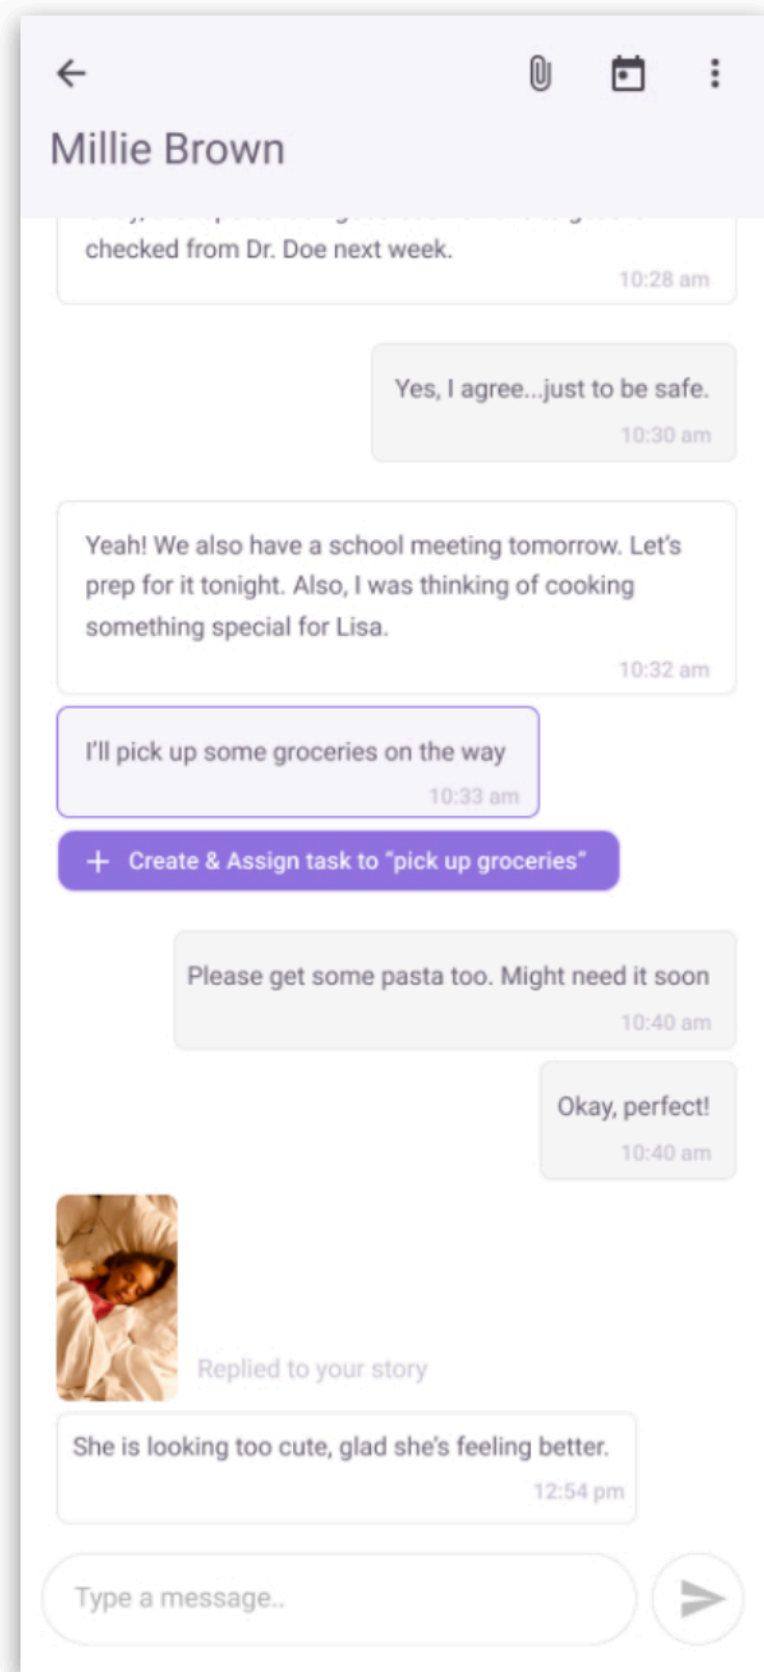 Millie Brown
checked from Dr. Doe next week.
10:28 am
Yes, I agree...just to be safe.
10:30 am
Yeah! We also have a school meeting tomorrow. Let's
prep for it tonight. Also, I was thinking of cooking
something special for Lisa.
10:32 am
I'll pick up some groceries on the way
10:33 am
+ Create & Assign task to "pick up groceries"
Please get some pasta too. Might need it soon
10:40 am
Okay, perfect!
10:40 am
Replied to your story
She is looking too cute, glad she's feeling better.
12:54 pm
Type a message..